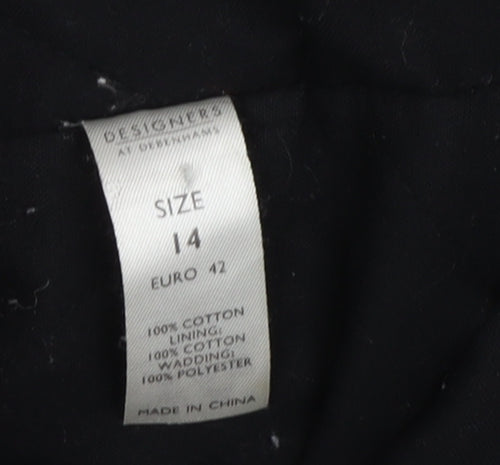 DESIGNERS
AT DEBENHAMS
SIZE
14
EURO 42
100% COTTON
LINING:
100% COTTON
WADDING:
100% POLYESTER
MADE IN CHINA